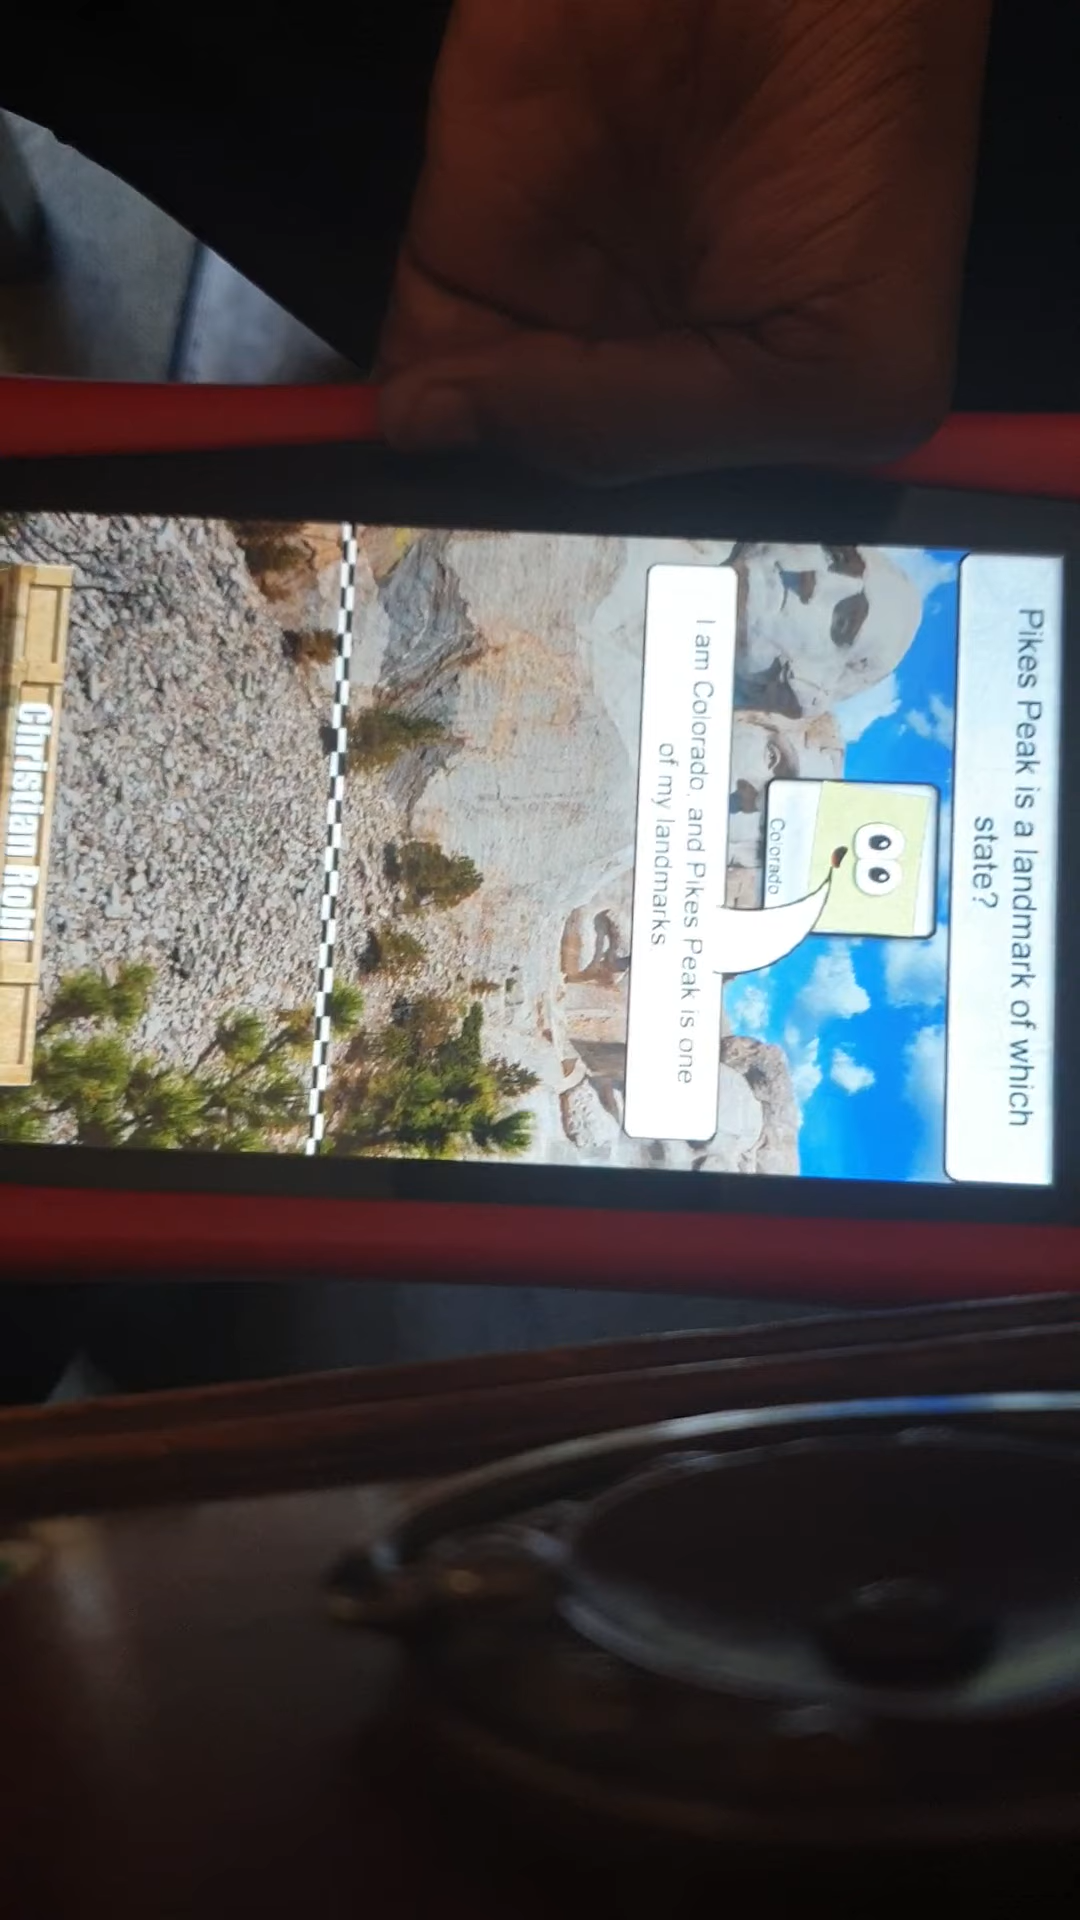 Pikes Peak is a landmark of which
state?
Colorado
I am Colorado, and Pikes Peak is one
of my landmarks.
Christian Robi